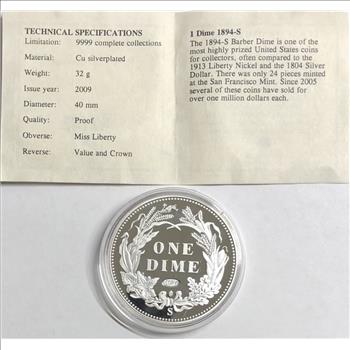 TECHNICAL SPECIFICATIONS
Limitation: 9999 complete collections
Material: Cu silverplated
Weight: 32 g
Issue year: 2009
Diameter: 40 mm
Quality: Proof
Obverse: Miss Liberty
Reverse: Value and Crown
1 Dime 1894-S
The 1894-S Barber Dime is one of the
most highly prized United States coins
for collectors, often compared to the
1913 Liberty Nickel and the 1804 Silver
Dollar. There was only 24 pieces minted
at the San Francisco Mint. Since 2005
several of these coins have sold for
over one million dollars each.
ONE
DIME
S